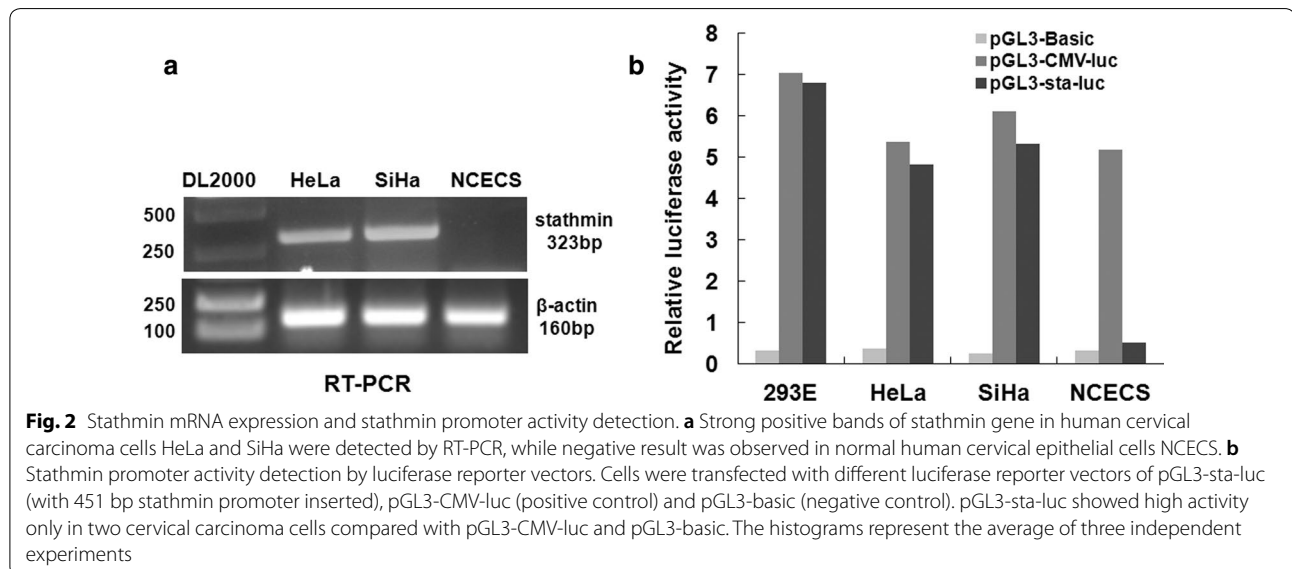 a
DL2000 HeLa SiHa NCECS
500
250
stathmin
323bp
250
100
β-actin
160bp
RT-PCR
b
Relative luciferase activity
8
7
6
5
4
3
2
1
0
pGL3-Basic
pGL3-CMV-luc
pGL3-sta-luc
293E HeLa SiHa NCECS
Fig. 2 Stathmin mRNA expression and stathmin promoter activity detection. a Strong positive bands of stathmin gene in human cervical
carcinoma cells HeLa and SiHa were detected by RT-PCR, while negative result was observed in normal human cervical epithelial cells NCECS. b
Stathmin promoter activity detection by luciferase reporter vectors. Cells were transfected with different luciferase reporter vectors of pGL3-sta-luc
(with 451 bp stathmin promoter inserted), pGL3-CMV-luc (positive control) and pGL3-basic (negative control). pGL3-sta-luc showed high activity
only in two cervical carcinoma cells compared with pGL3-CMV-luc and pGL3-basic. The histograms represent the average of three independent
experiments